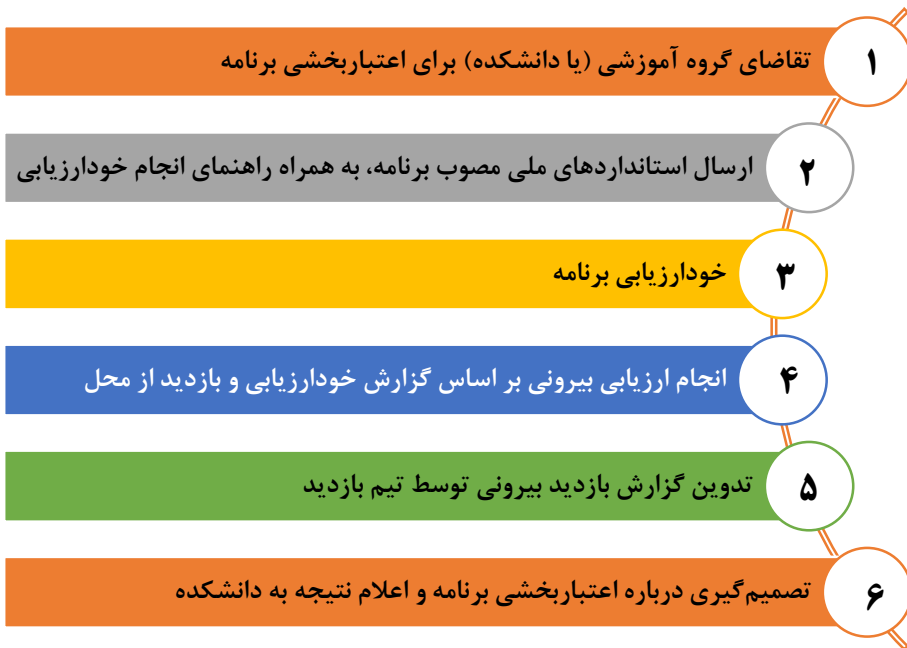 ۱
تقاضای گروه آموزشی (یا دانشکده) برای اعتباربخشی برنامه
۲
ارسال استانداردهای ملی مصوب برنامه، به همراه راهنمای انجام خودارزیابی
۳
خودارزیابی برنامه
۴
انجام ارزیابی بیرونی بر اساس گزارش خودارزیابی و بازدید از محل
۵
تدوین گزارش بازدید بیرونی توسط تیم بازدید
۶
تصمیم‌گیری درباره اعتباربخشی برنامه و اعلام نتیجه به دانشکده